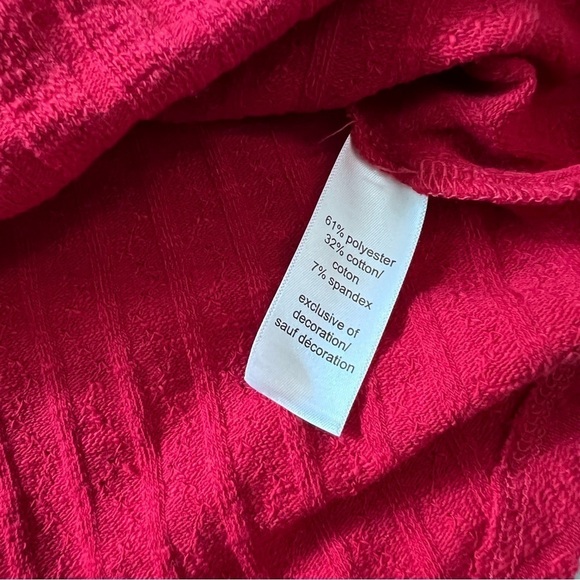 61% polyester
32% cotton/
coton
7% spandex
exclusive of
decoration/
sauf décoration